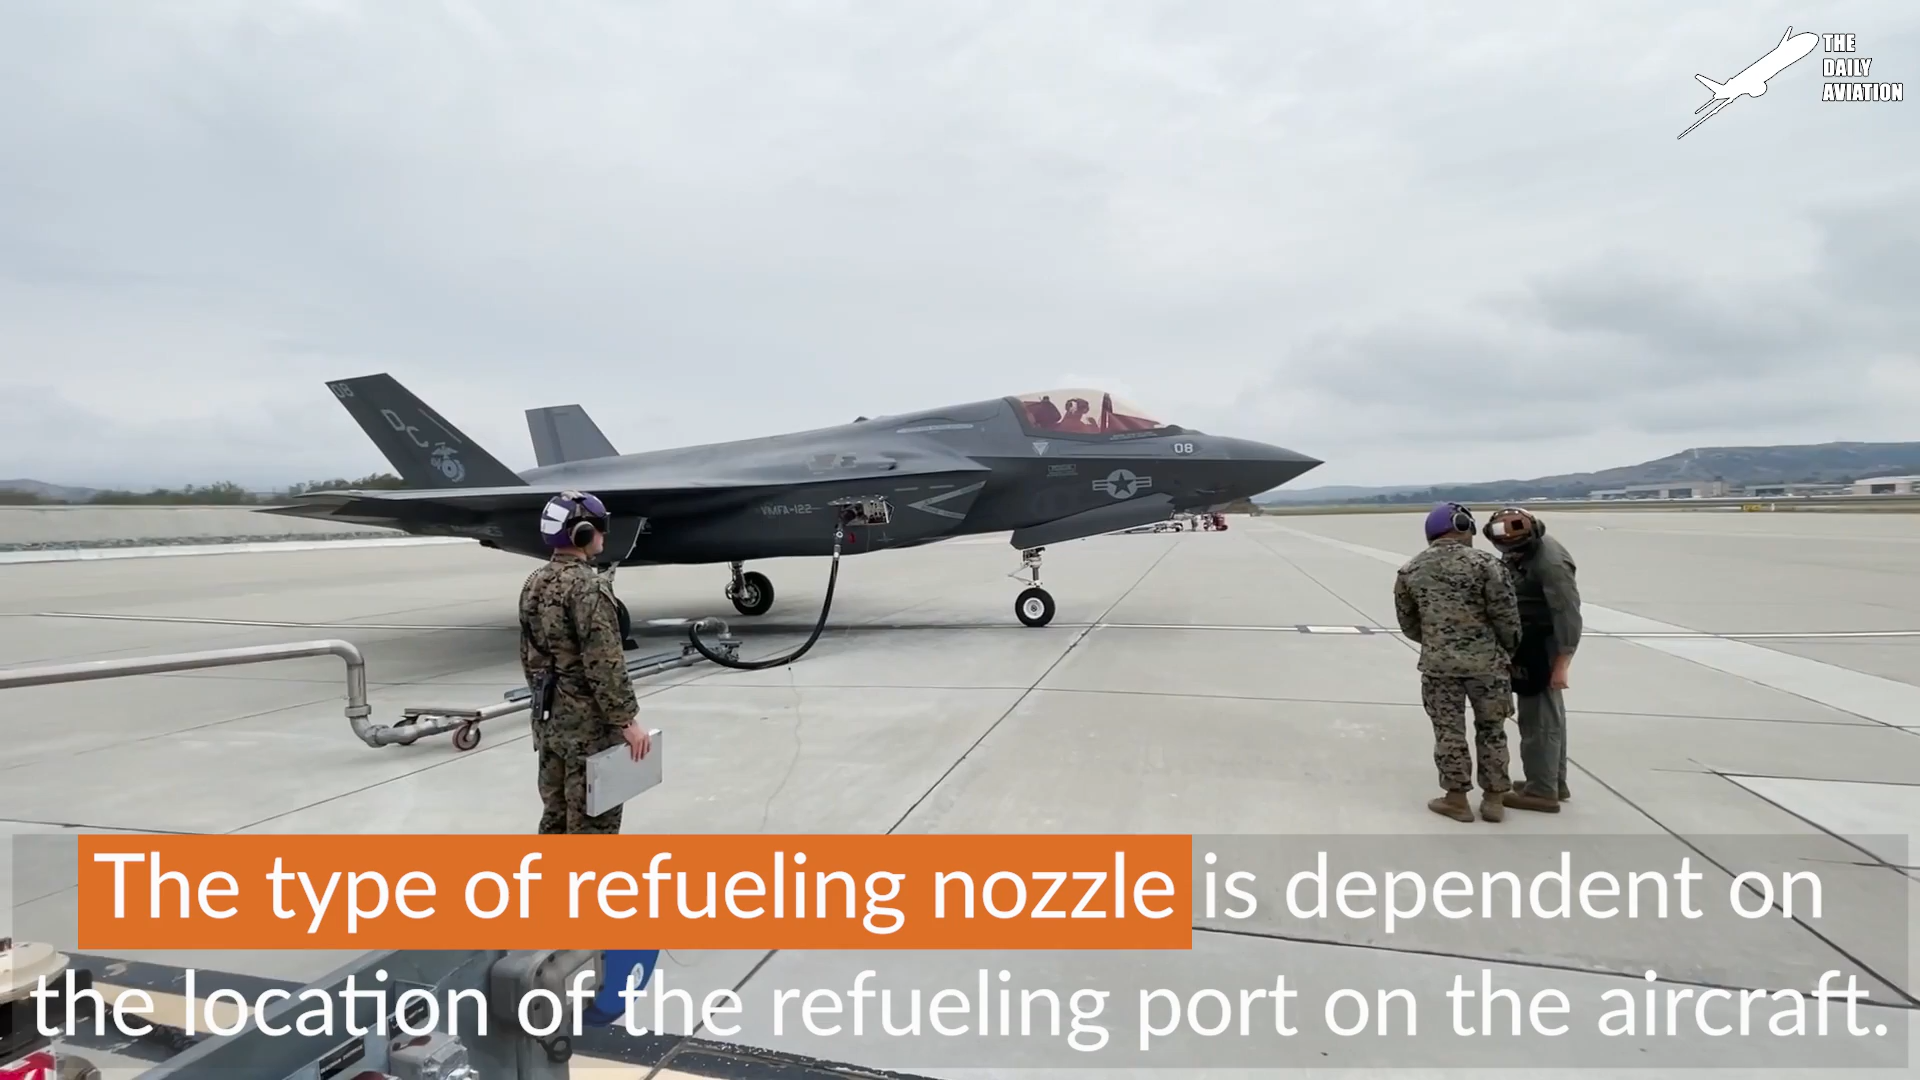 THE
DAILY
AVIATION
08
DC
08
VMFA-122
The type of refueling nozzle is dependent on
the location of the refueling port on the aircraft.